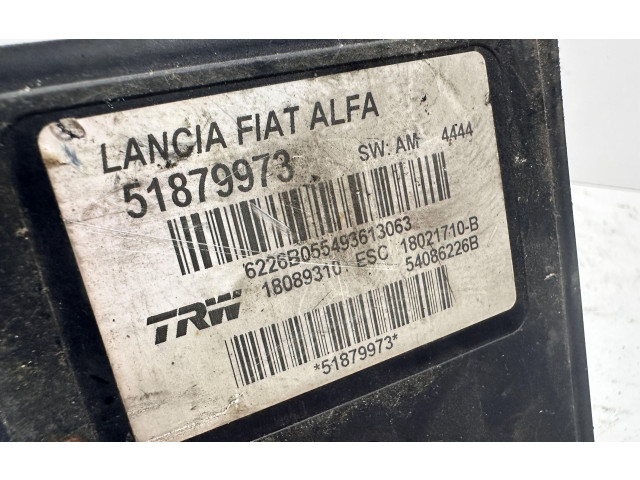 LANCIA FIAT ALFA
51879973 SW: AM 4444
6226B055493613063
18089310 ESC 18021710-B
TRW 54086226B
*51879973*